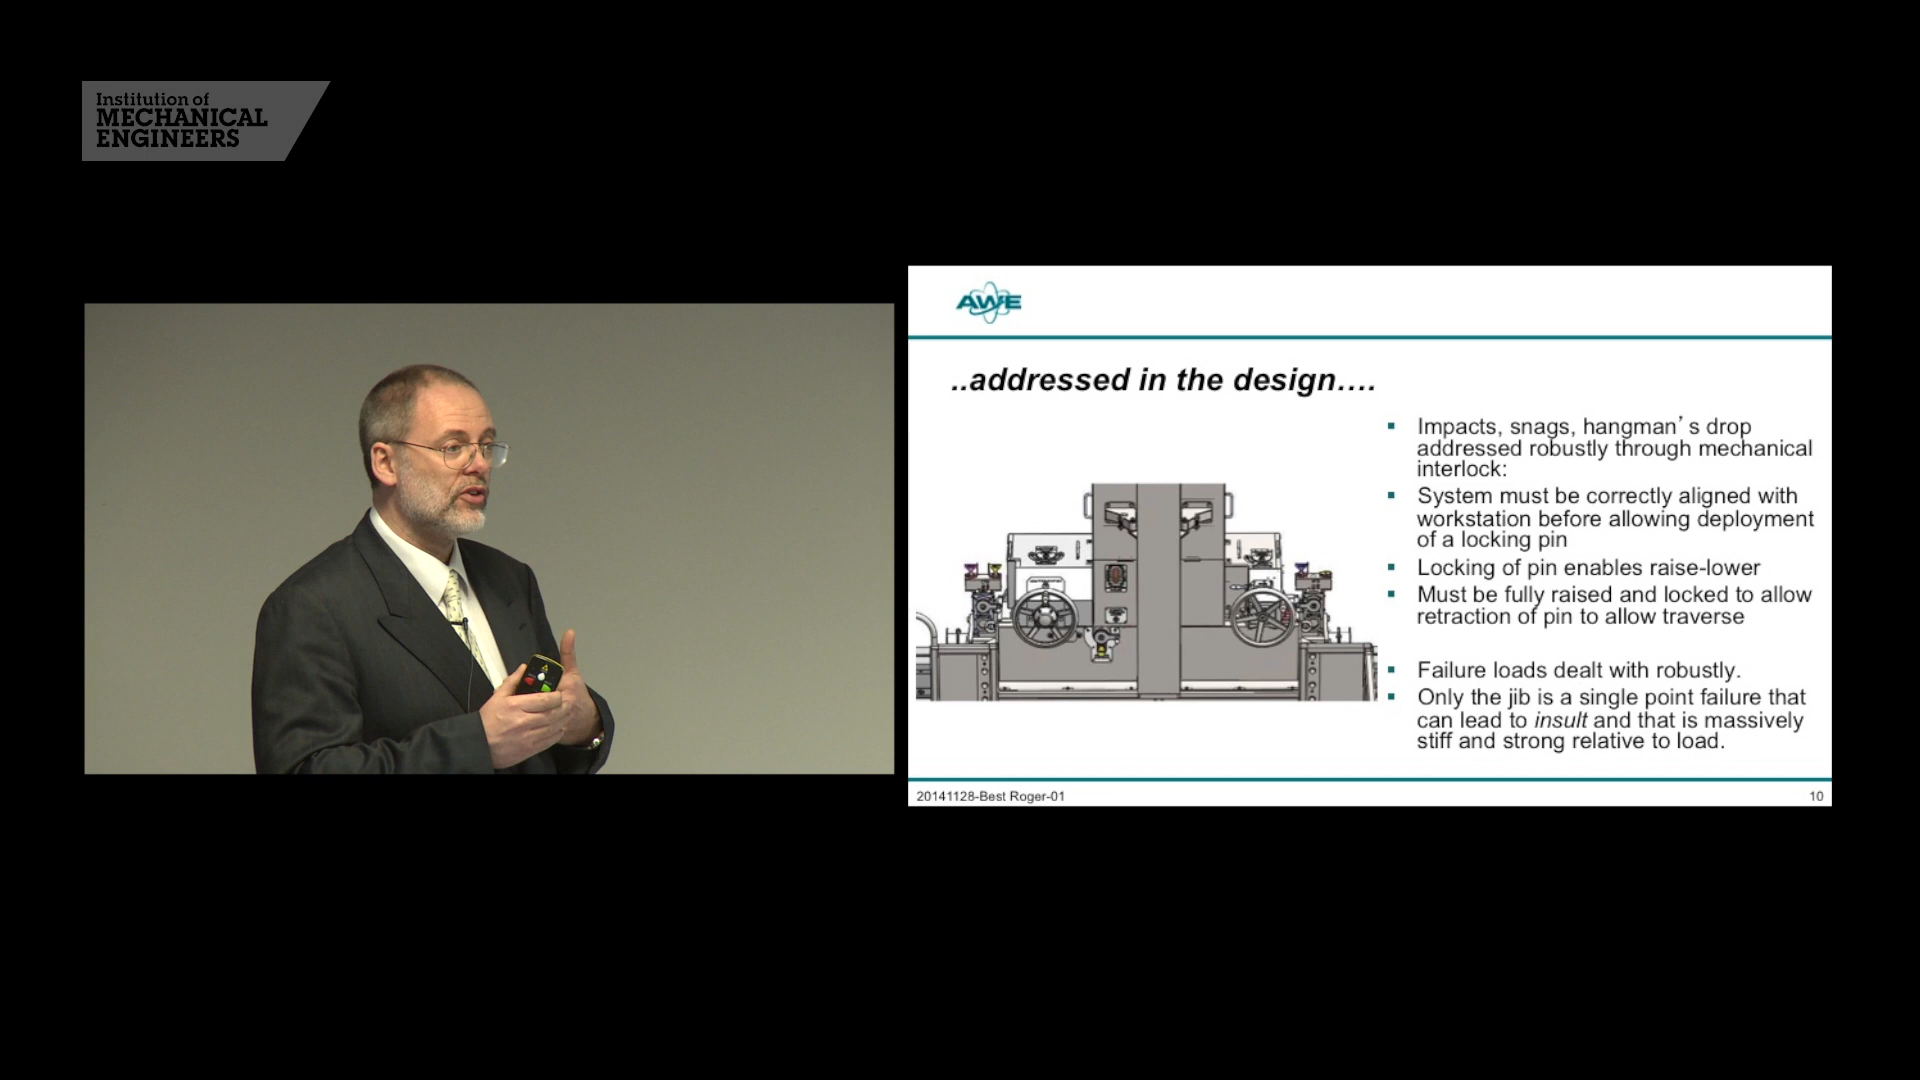 Institution of
MECHANICAL
ENGINEERS
AWE
..addressed in the design....
▪ Impacts, snags, hangman's drop
addressed robustly through mechanical
interlock:
▪ System must be correctly aligned with
workstation before allowing deployment
of a locking pin
▪ Locking of pin enables raise-lower
▪ Must be fully raised and locked to allow
retraction of pin to allow traverse
▪ Failure loads dealt with robustly.
▪ Only the jib is a single point failure that
can lead to insult and that is massively
stiff and strong relative to load.
20141128-Best Roger-01
10